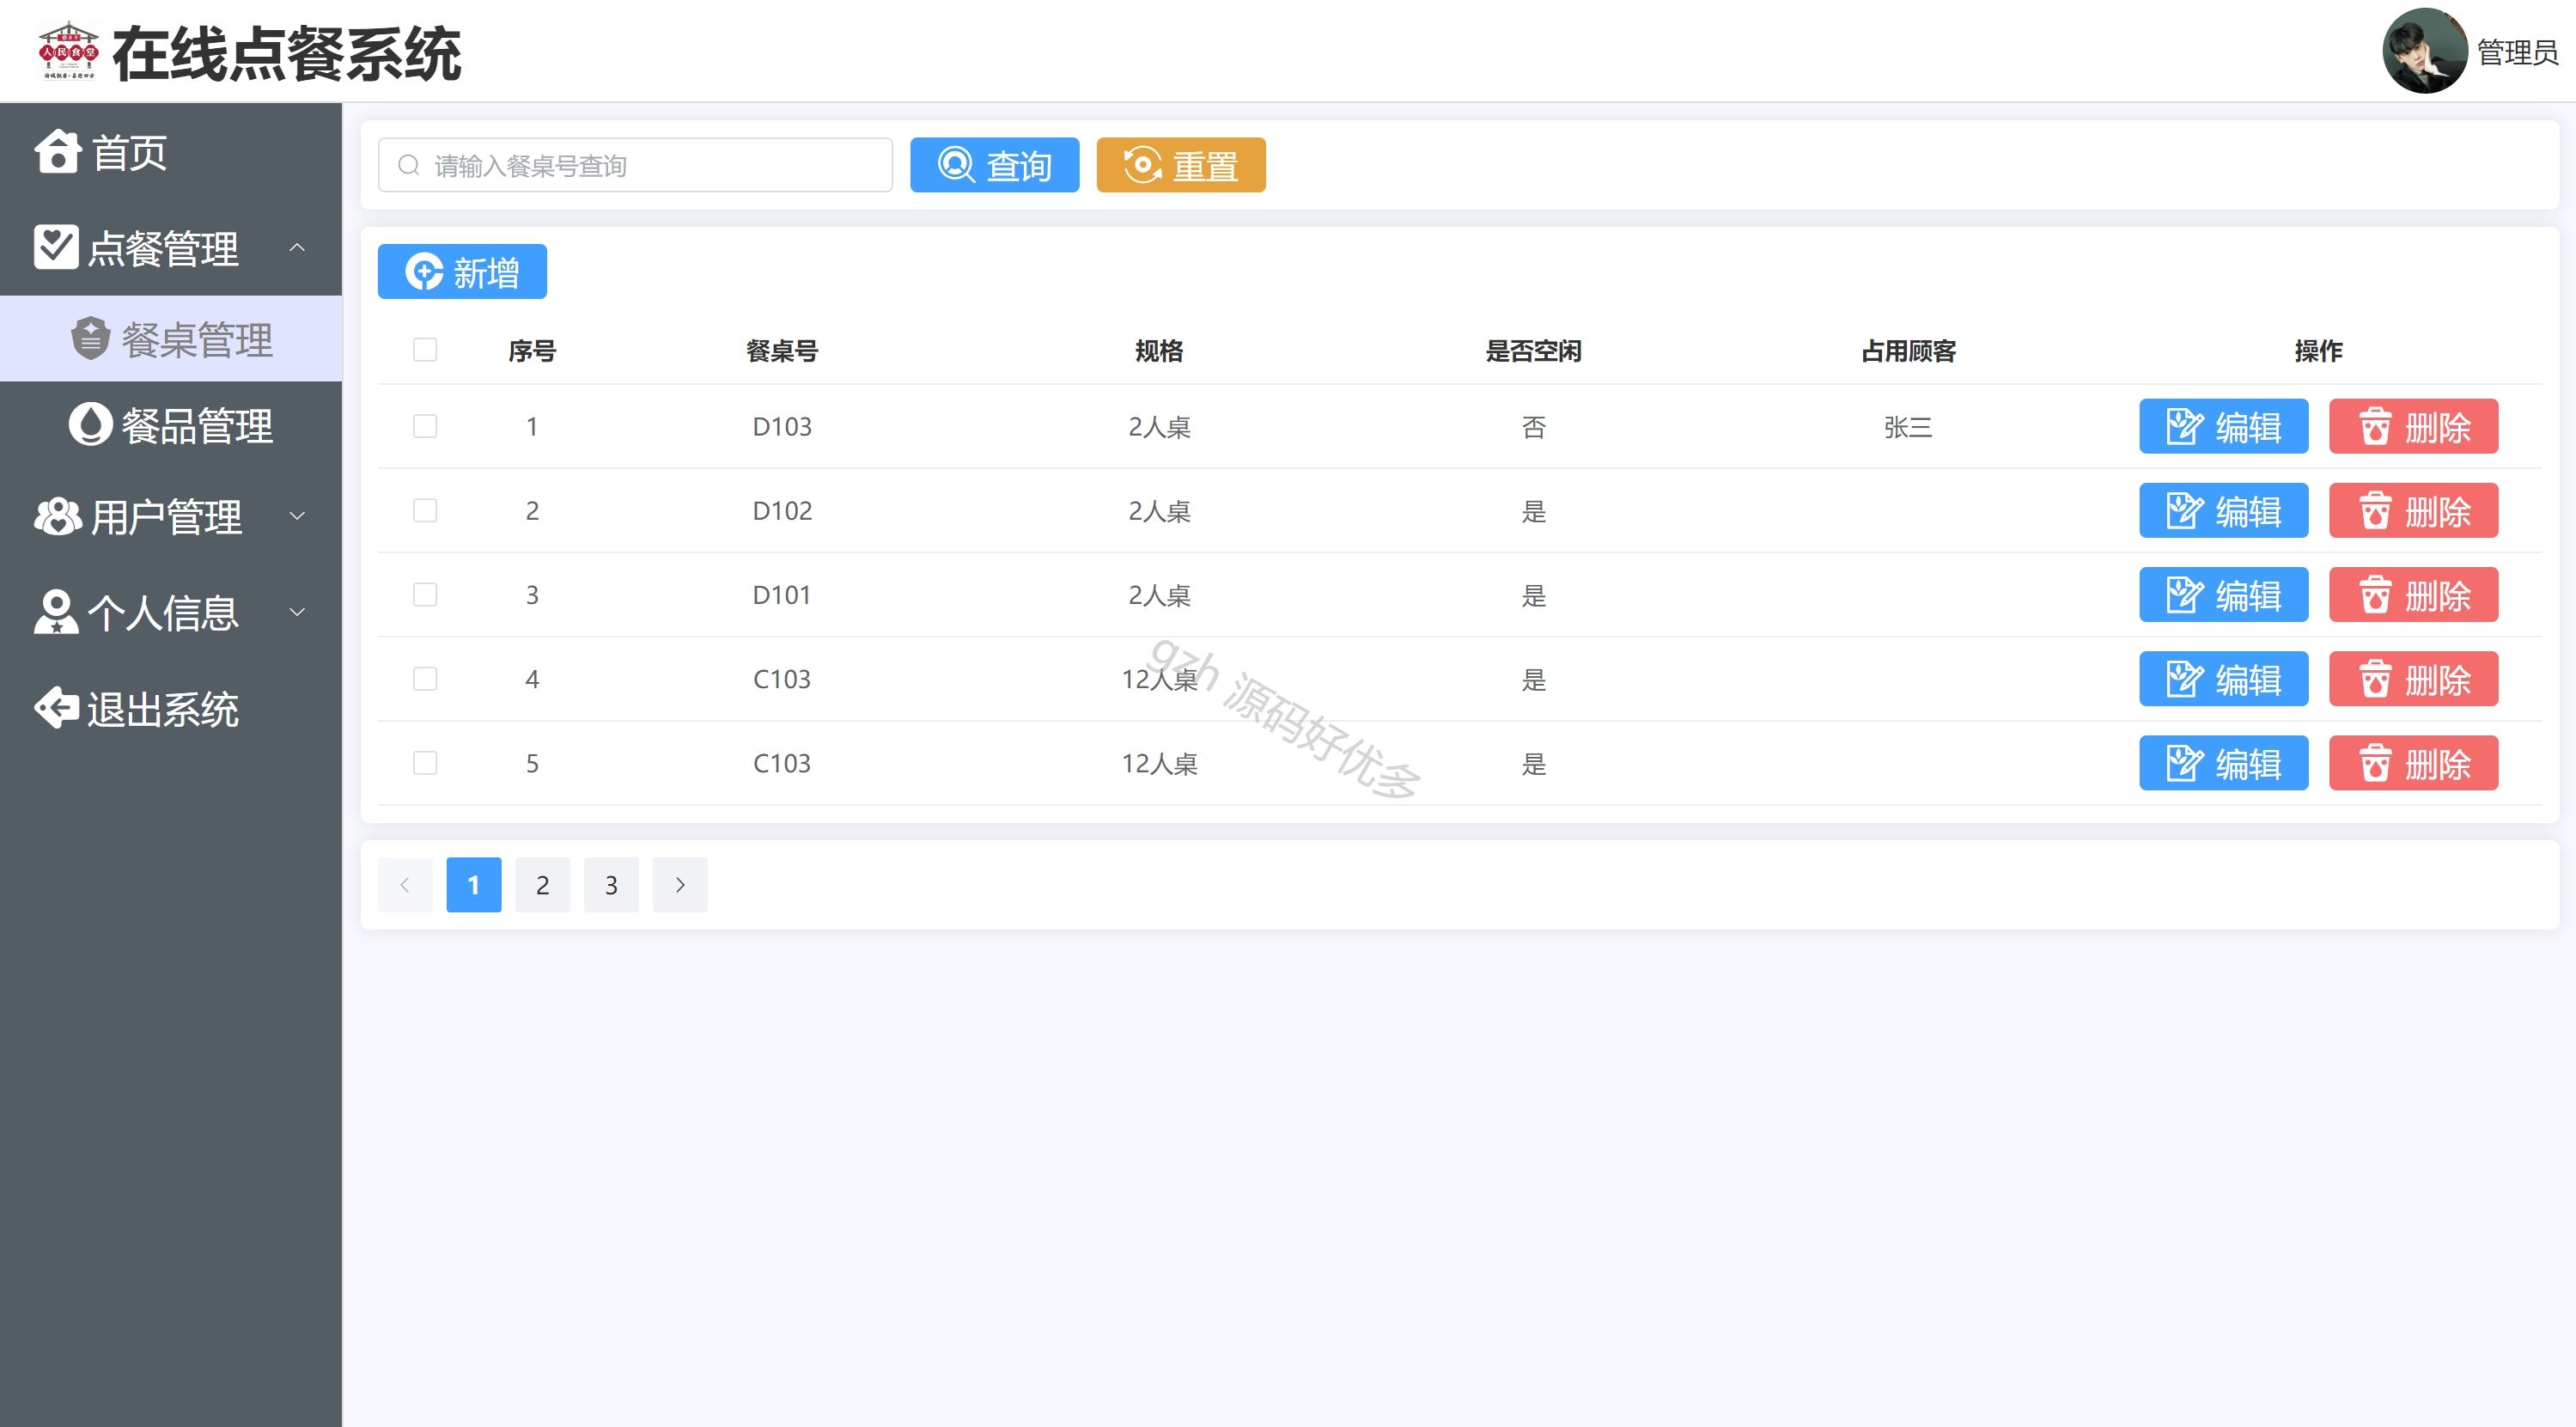 人民食堂
在线点餐系统
管理员
首页
点餐管理
餐桌管理
餐品管理
用户管理
个人信息
退出系统
请输入餐桌号查询 查询 重置
新增
序号 餐桌号 规格 是否空闲 占用顾客 操作
1 D103 2人桌 否 张三 编辑 删除
2 D102 2人桌 是 编辑 删除
3 D101 2人桌 是 编辑 删除
4 C103 12人桌 是 编辑 删除
5 C103 12人桌 是 编辑 删除
gzh 源码好优多
1 2 3